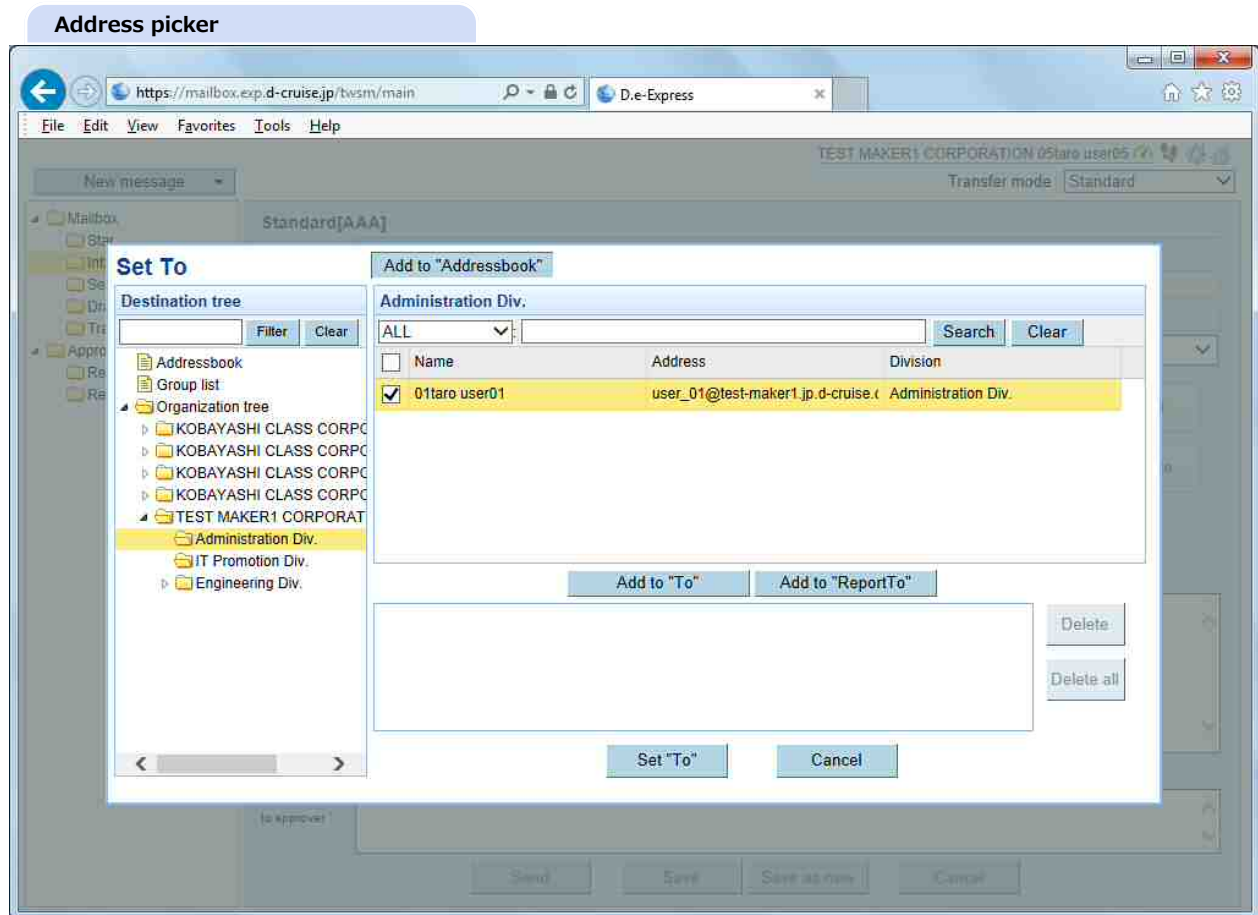 Address picker
https://mailbox.exp.d-cruise.jp/twsm/main
D.e-Express
File Edit View Favorites Tools Help
TEST MAKER1 CORPORATION 05taro user05
New message
Transfer mode Standard
Mailbox
Standard[AAA]
Set To
Add to "Addressbook"
Destination tree
Administration Div.
Filter Clear
ALL
:
Search Clear
Name Address Division
Addressbook
01taro user01 user_01@test-maker1.jp.d-cruise.c Administration Div.
Group list
Organization tree
KOBAYASHI CLASS CORPC
KOBAYASHI CLASS CORPC
KOBAYASHI CLASS CORPC
KOBAYASHI CLASS CORPC
TEST MAKER1 CORPORAT
Administration Div.
IT Promotion Div.
Engineering Div.
Add to "To" Add to "ReportTo"
Delete
Delete all
Set "To" Cancel
to approver
Send Save Save as new Cancel